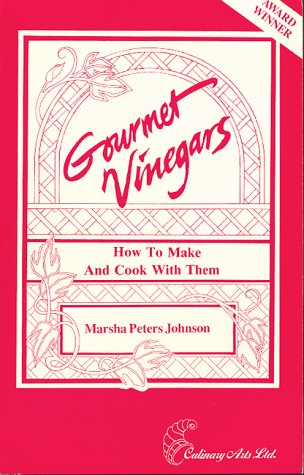 AWARD
WINNER
Gourmet
Vinegars
How To Make
And Cook With Them
Marsha Peters Johnson
Culinary Arts Ltd.